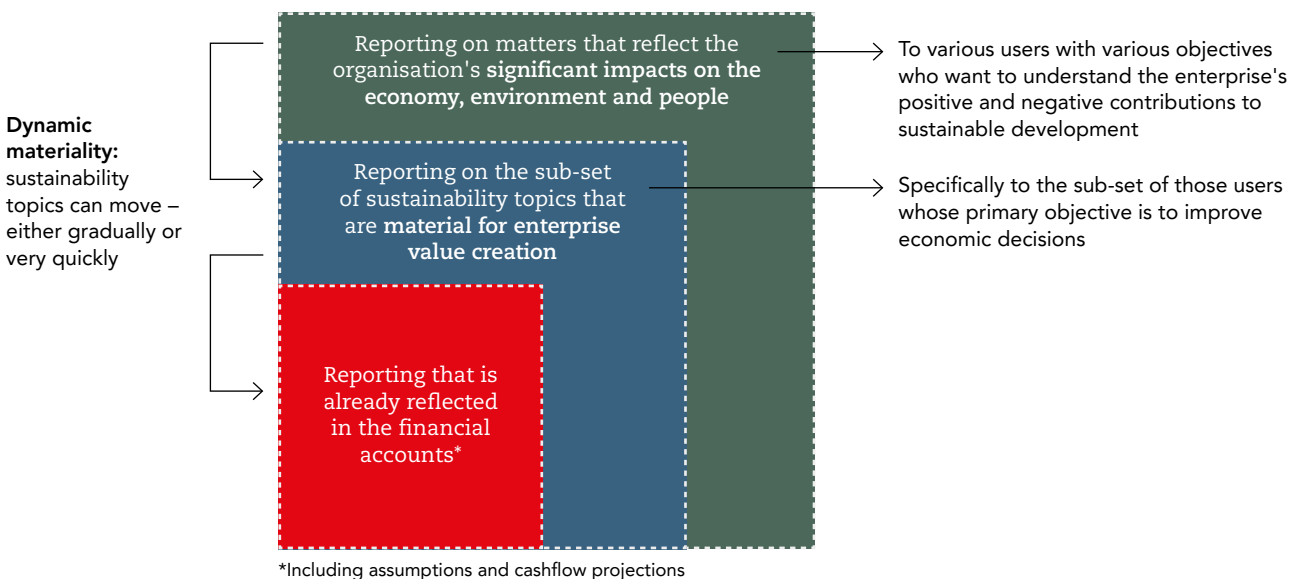 Reporting on matters that reflect the
organisation's significant impacts on the
economy, environment and people
To various users with various objectives
who want to understand the enterprise's
positive and negative contributions to
sustainable development
Dynamic
materiality:
sustainability
topics can move –
either gradually or
very quickly
Reporting on the sub-set
of sustainability topics that
are material for enterprise
value creation
Specifically to the sub-set of those users
whose primary objective is to improve
economic decisions
Reporting that is
already reflected
in the financial
accounts*
*Including assumptions and cashflow projections